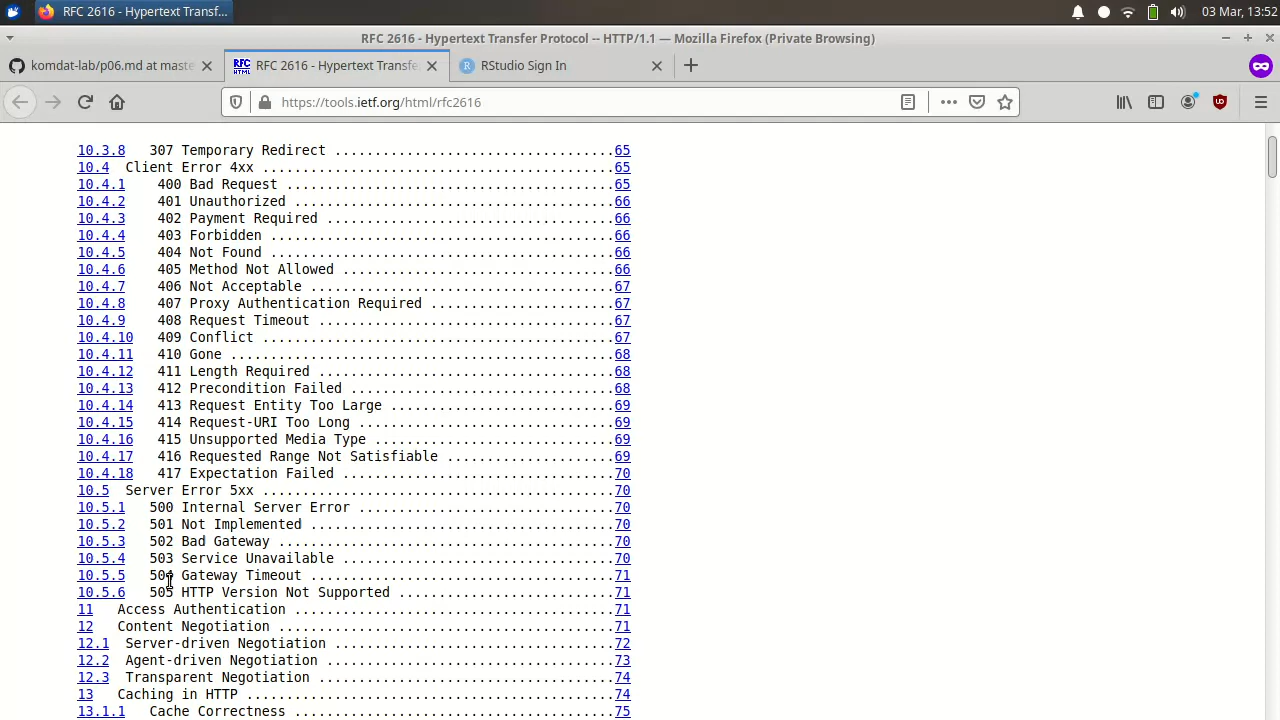 RFC 2616 - Hypertext Transf...
03 Mar, 13:52
RFC 2616 - Hypertext Transfer Protocol -- HTTP/1.1 — Mozilla Firefox (Private Browsing)
komdat-lab/p06.md at maste
RFC 2616 - Hypertext Transfe
RStudio Sign In
https://tools.ietf.org/html/rfc2616
10.3.8 307 Temporary Redirect ...................................65
10.4 Client Error 4xx ............................................65
10.4.1 400 Bad Request .........................................65
10.4.2 401 Unauthorized ........................................66
10.4.3 402 Payment Required ....................................66
10.4.4 403 Forbidden ...........................................66
10.4.5 404 Not Found ...........................................66
10.4.6 405 Method Not Allowed ..................................66
10.4.7 406 Not Acceptable ......................................67
10.4.8 407 Proxy Authentication Required .......................67
10.4.9 408 Request Timeout .....................................67
10.4.10 409 Conflict ............................................67
10.4.11 410 Gone ................................................68
10.4.12 411 Length Required .....................................68
10.4.13 412 Precondition Failed .................................68
10.4.14 413 Request Entity Too Large ............................69
10.4.15 414 Request-URI Too Long ................................69
10.4.16 415 Unsupported Media Type ..............................69
10.4.17 416 Requested Range Not Satisfiable .....................69
10.4.18 417 Expectation Failed ..................................70
10.5 Server Error 5xx ............................................70
10.5.1 500 Internal Server Error ................................70
10.5.2 501 Not Implemented ......................................70
10.5.3 502 Bad Gateway ..........................................70
10.5.4 503 Service Unavailable ..................................70
10.5.5 504 Gateway Timeout ......................................71
10.5.6 505 HTTP Version Not Supported ...........................71
11 Access Authentication ........................................71
12 Content Negotiation ..........................................71
12.1 Server-driven Negotiation ....................................72
12.2 Agent-driven Negotiation .....................................73
12.3 Transparent Negotiation ......................................74
13 Caching in HTTP ..............................................74
13.1.1 Cache Correctness ........................................75